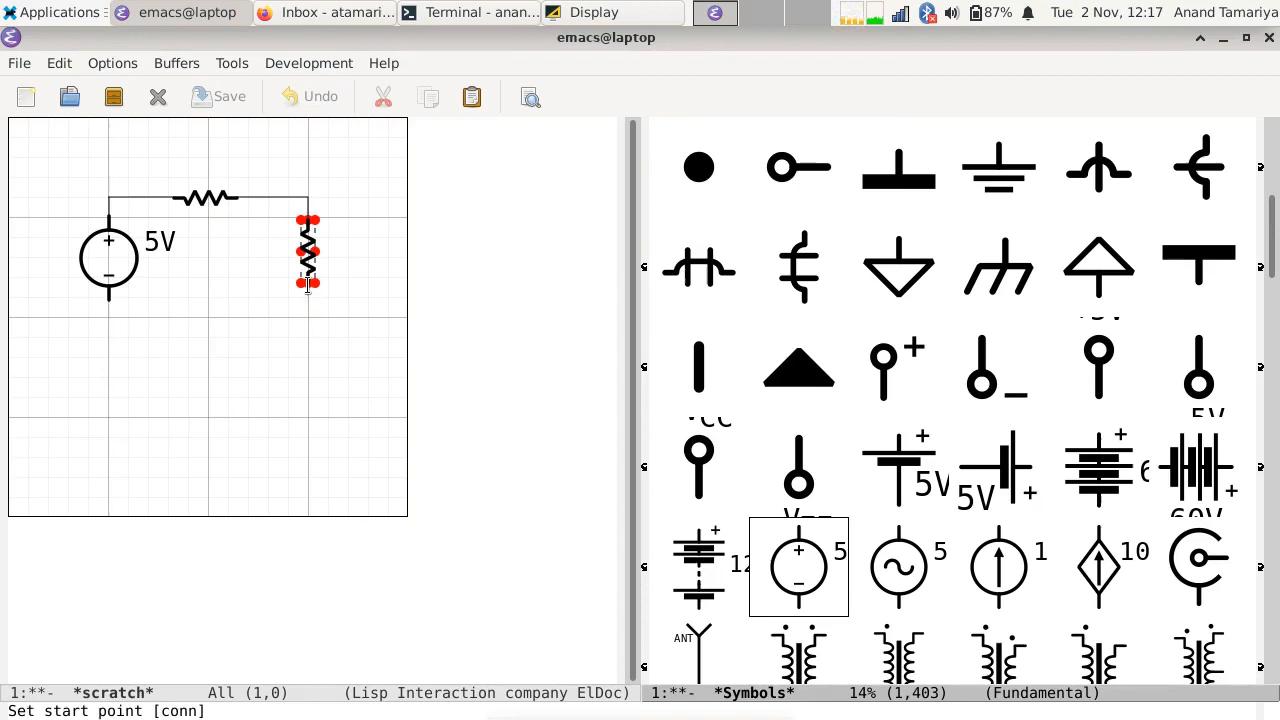 Applications emacs@laptop Inbox - atamari... Terminal - anan... Display 87% Tue 2 Nov, 12:17 Anand Tamariya
emacs@laptop
File Edit Options Buffers Tools Development Help
Save Undo
5V
+
5V
5V
5V +
+
+
+
5
5
1
10
ANT
1:**- *scratch* All (1,0) (Lisp Interaction company ElDoc)
1:**- *Symbols* 14% (1,403) (Fundamental)
Set start point [conn]